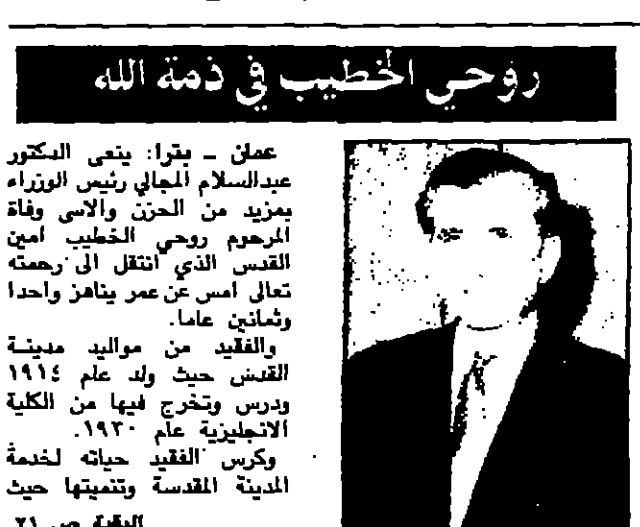 روحي الخطيب في ذمة الله
عمان - بترا: ينعى الدكتور
عبدالسلام المجالي رئيس الوزراء
بمزيد من الحزن والاسى وفاة
المرحوم روحي الخطيب امين
القدس الذي انتقل الى رحمته
تعالى امس عن عمر يناهز واحدا
وثمانين عاما.
والفقيد من مواليد مدينة
القدس حيث ولد عام ١٩١٤
ودرس وتخرج فيها من الكلية
الانجليزية عام ١٩٣٠.
وكرس الفقيد حياته لخدمة
المدينة المقدسة وتنميتها حيث
البقية ص ٢١